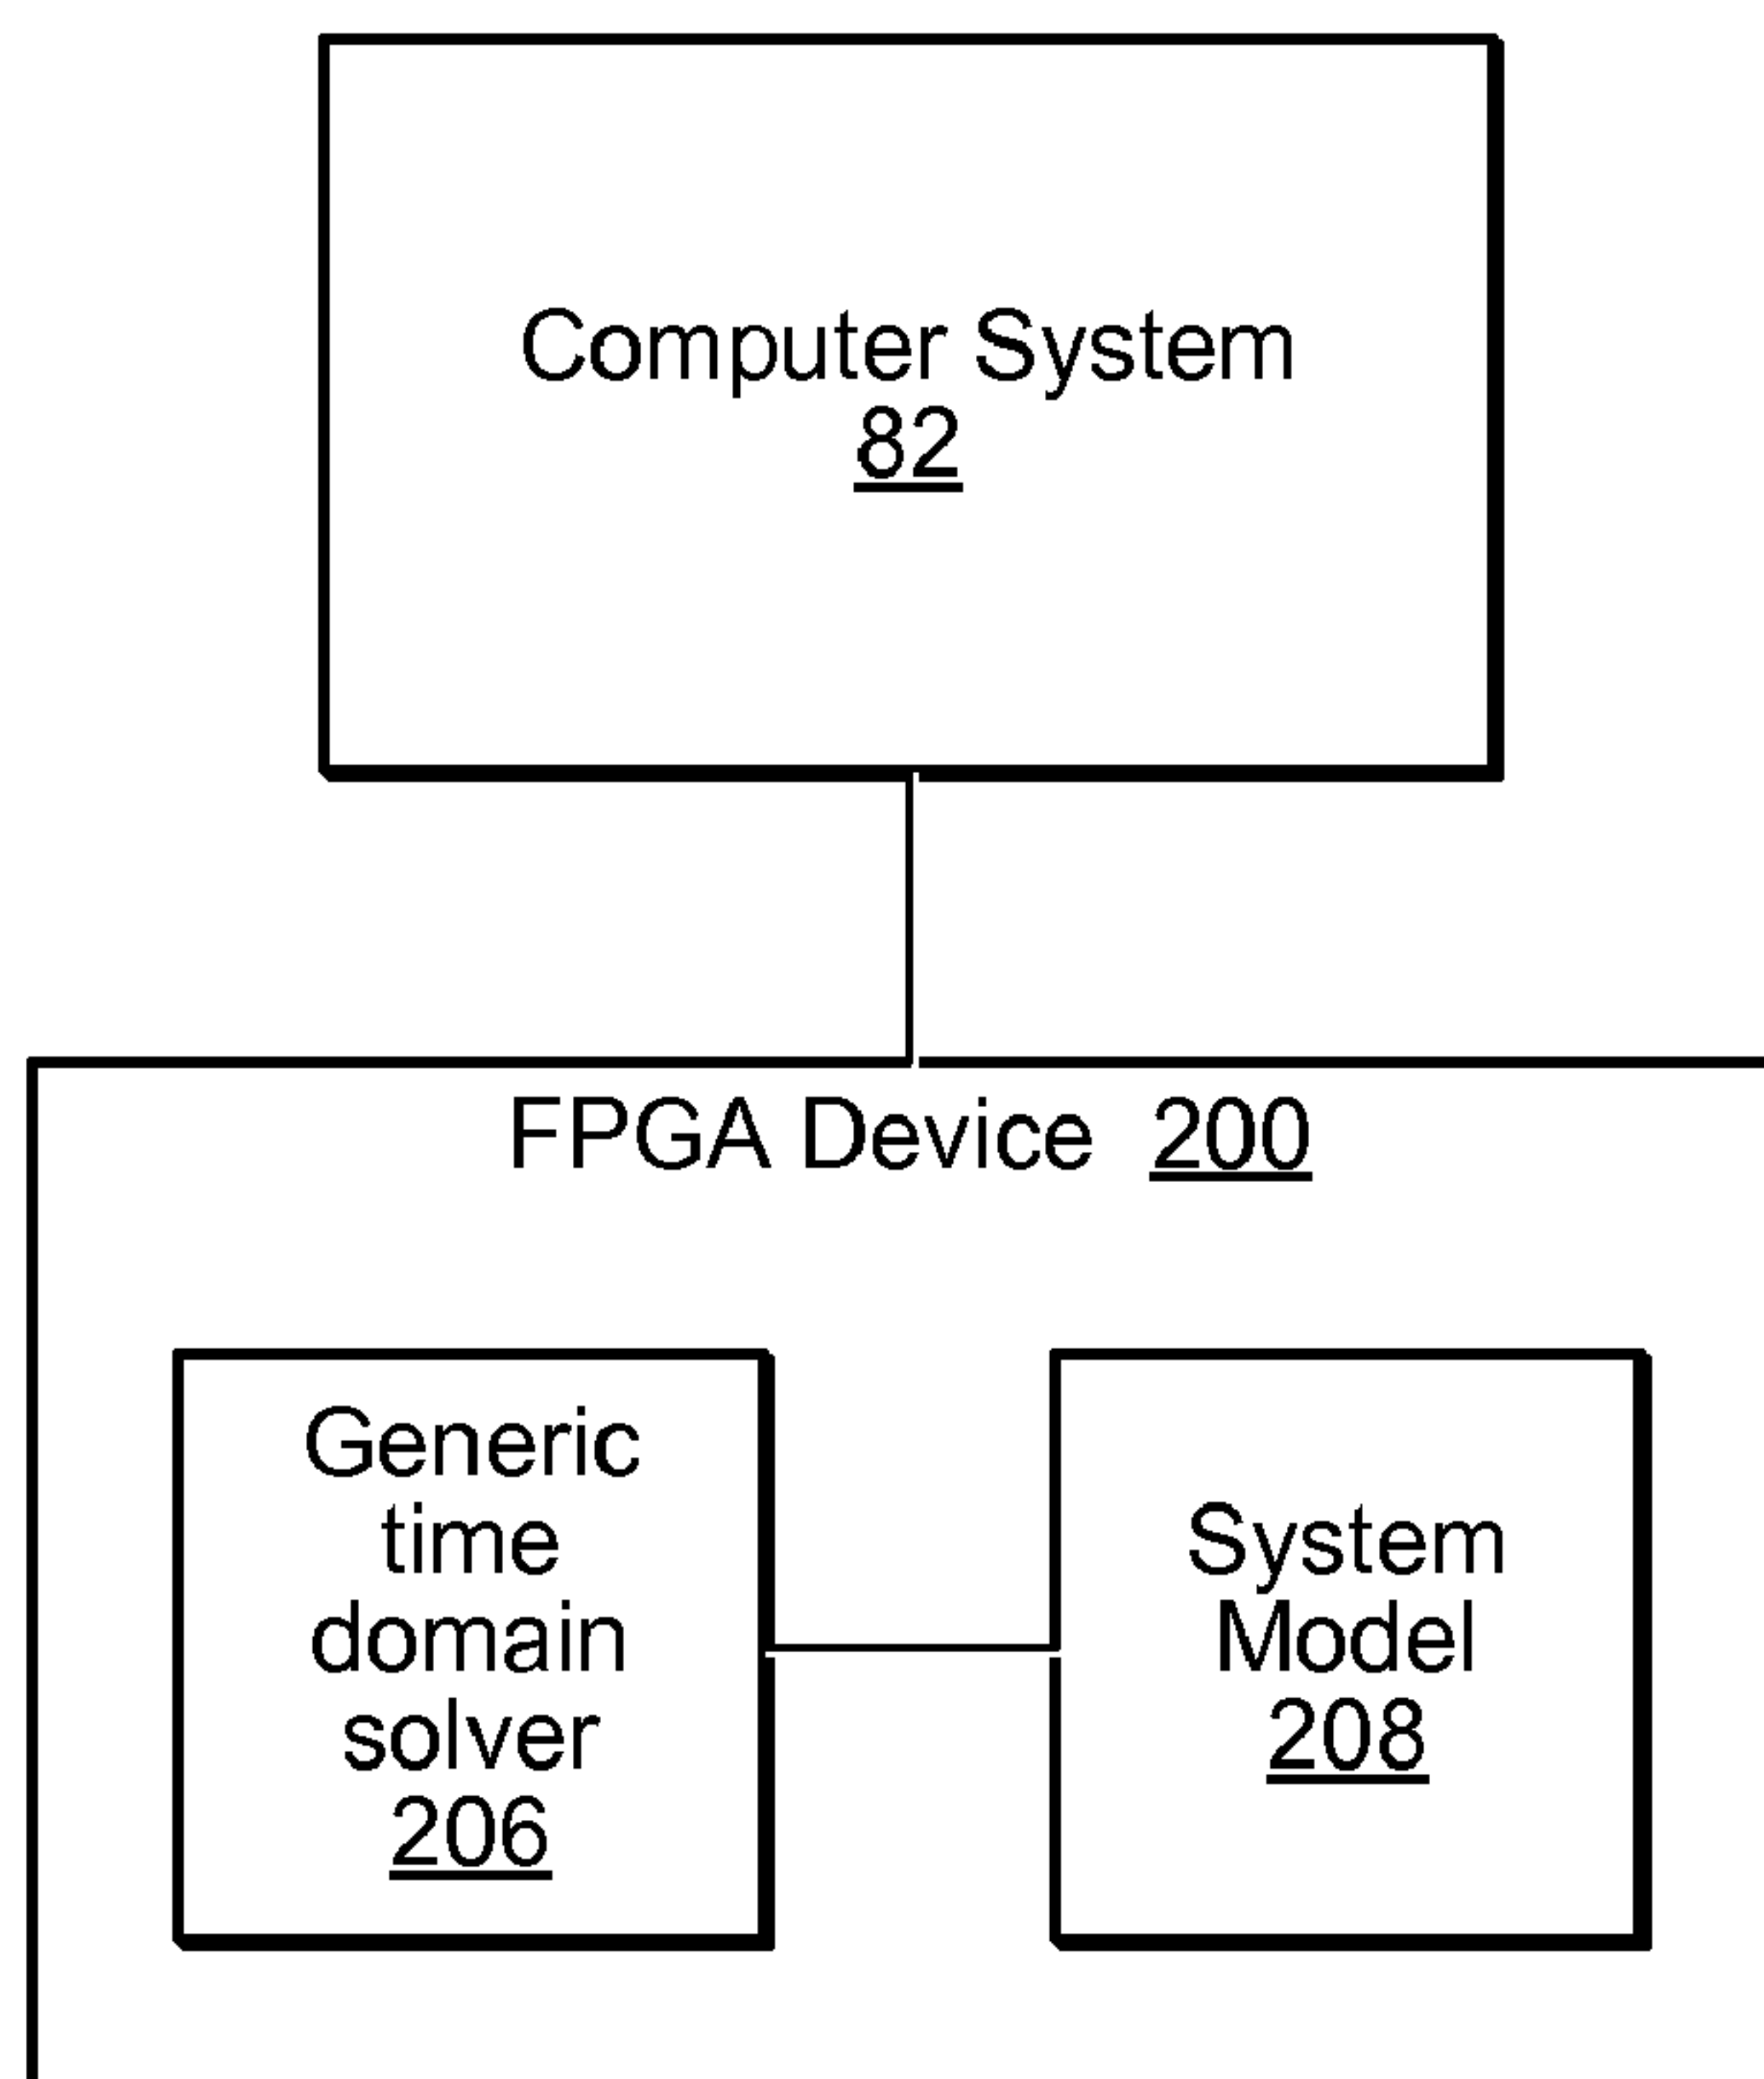 Computer System
82
FPGA Device 200
Generic
time
domain
solver
206
System
Model
208